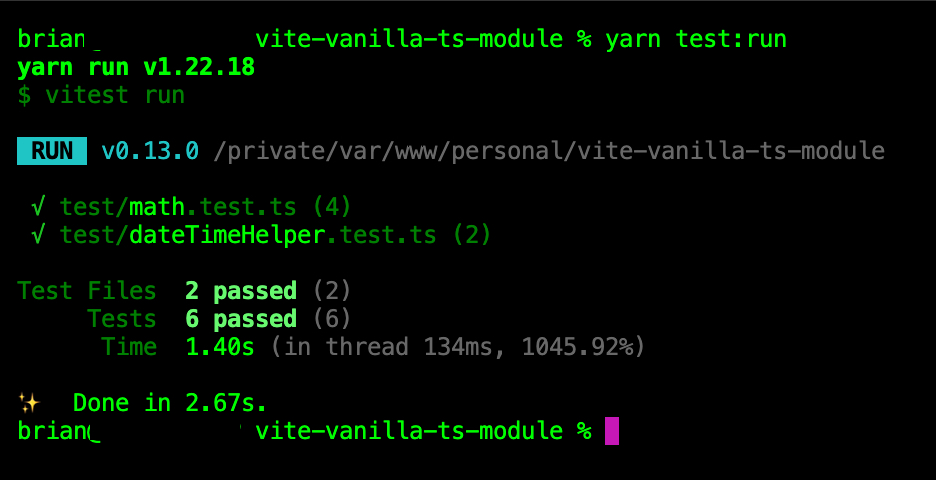 brian vite-vanilla-ts-module % yarn test:run
yarn run v1.22.18
$ vitest run
RUN v0.13.0 /private/var/www/personal/vite-vanilla-ts-module
√ test/math.test.ts (4)
√ test/dateTimeHelper.test.ts (2)
Test Files 2 passed (2)
Tests 6 passed (6)
Time 1.40s (in thread 134ms, 1045.92%)
✨ Done in 2.67s.
brian vite-vanilla-ts-module %